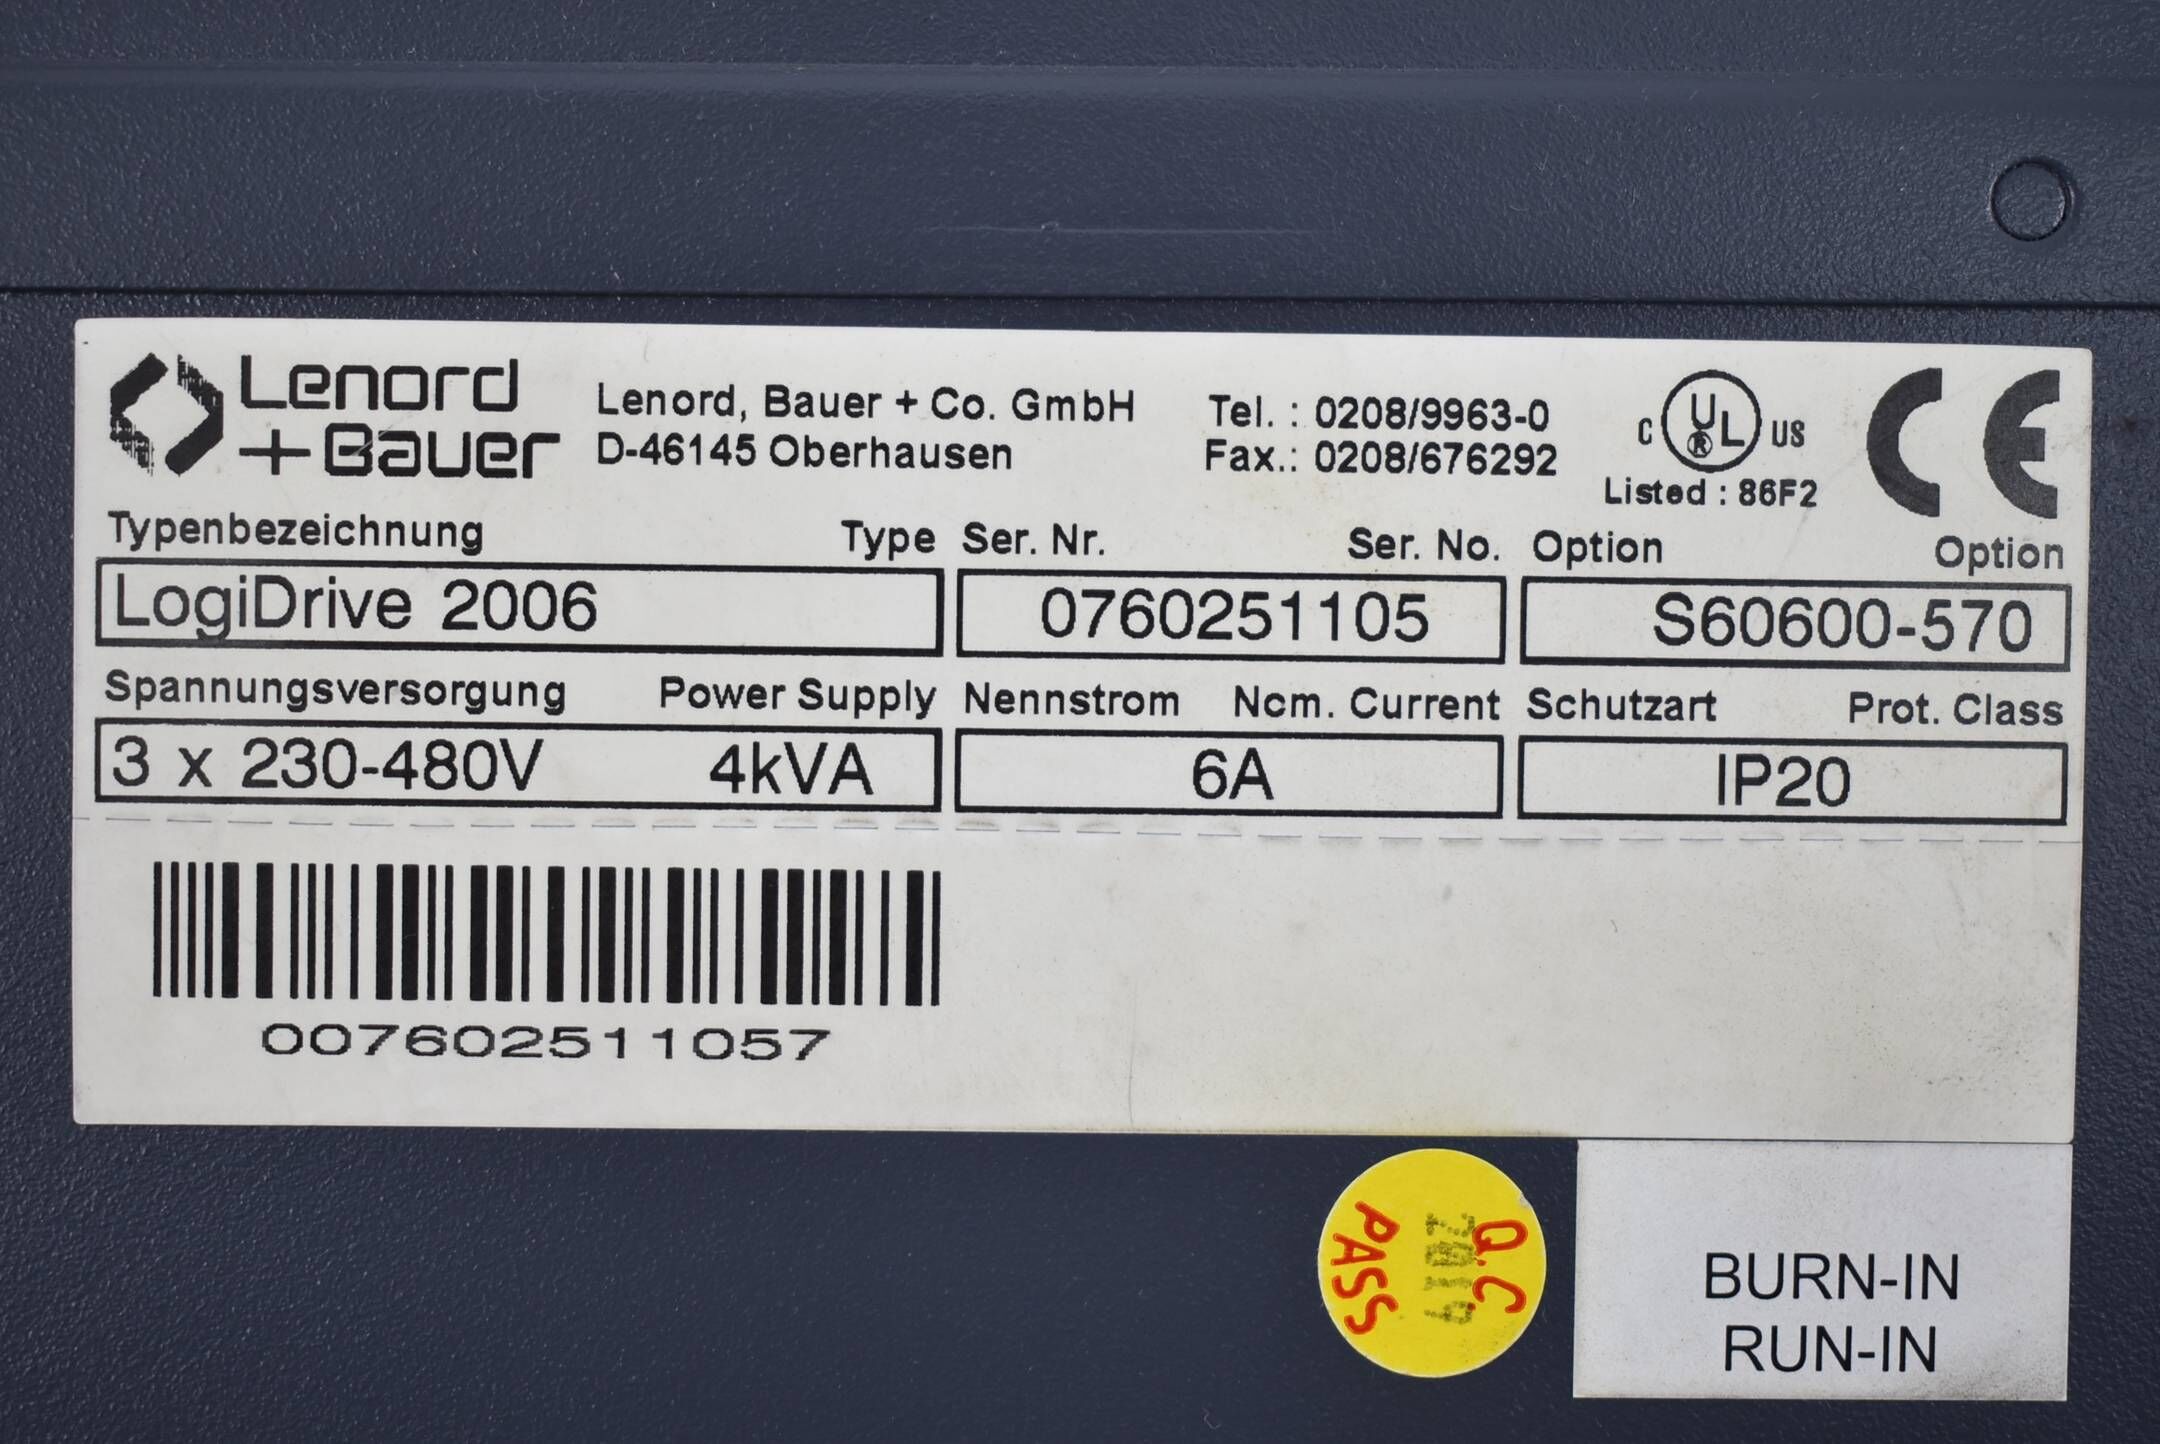 Lenord
+Bauer
Lenord, Bauer + Co. GmbH
D-46145 Oberhausen
Tel. : 0208/9963-0
Fax.: 0208/676292
C UL ® US
Listed : 86F2
CE
Typenbezeichnung Type Ser. Nr. Ser. No. Option Option
LogiDrive 2006 0760251105 S60600-570
Spannungsversorgung Power Supply Nennstrom Nom. Current Schutzart Prot. Class
3 x 230-480V 4kVA 6A IP20
007602511057
Q.C.
PASS
BURN-IN
RUN-IN